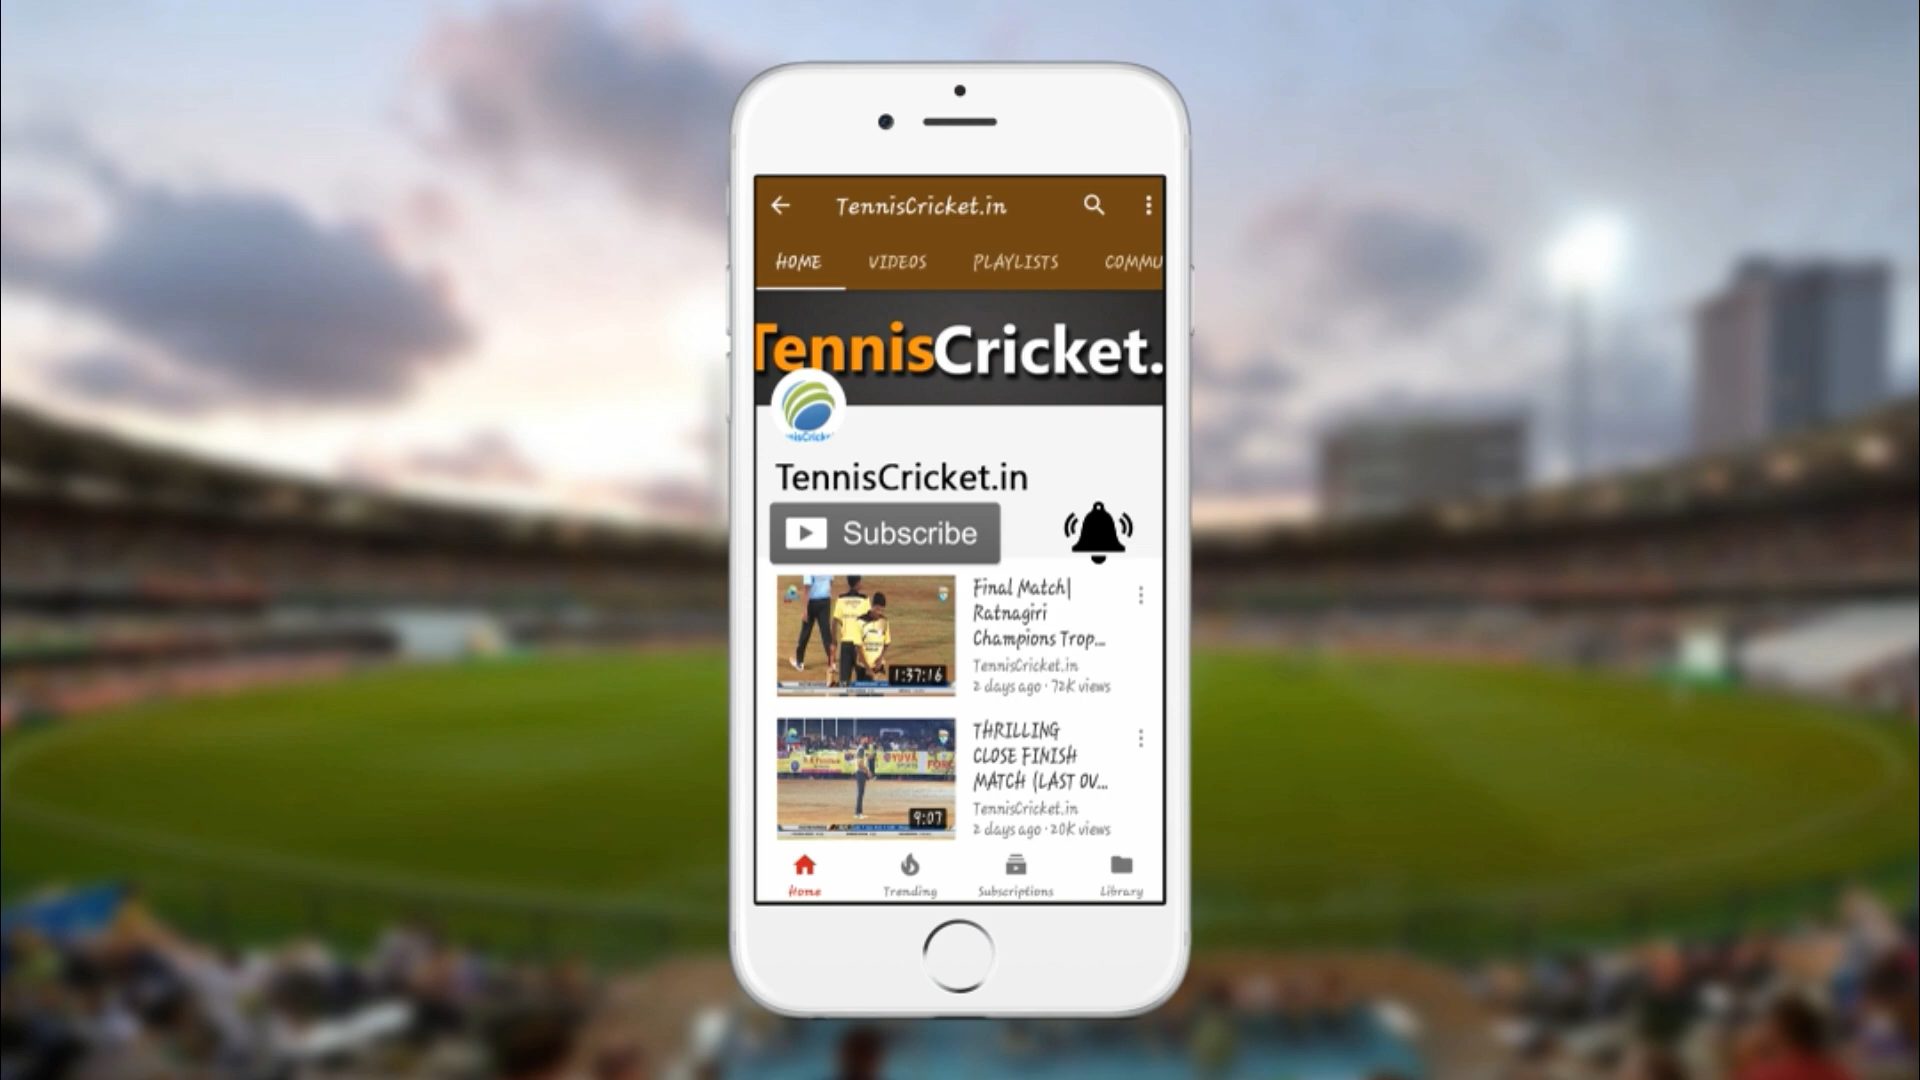 TennisCricket.in
HOME VIDEOS PLAYLISTS COMMU
TennisCricket.
TennisCricket.in
Subscribe
Final Match|
Ratnagiri
Champions Trop...
TennisCricket.in
2 days ago · 72K views
1:37:16
THRILLING
CLOSE FINISH
MATCH (LAST OV...
TennisCricket.in
2 days ago · 20K views
YUVA
9:07
Home Trending Subscriptions Library